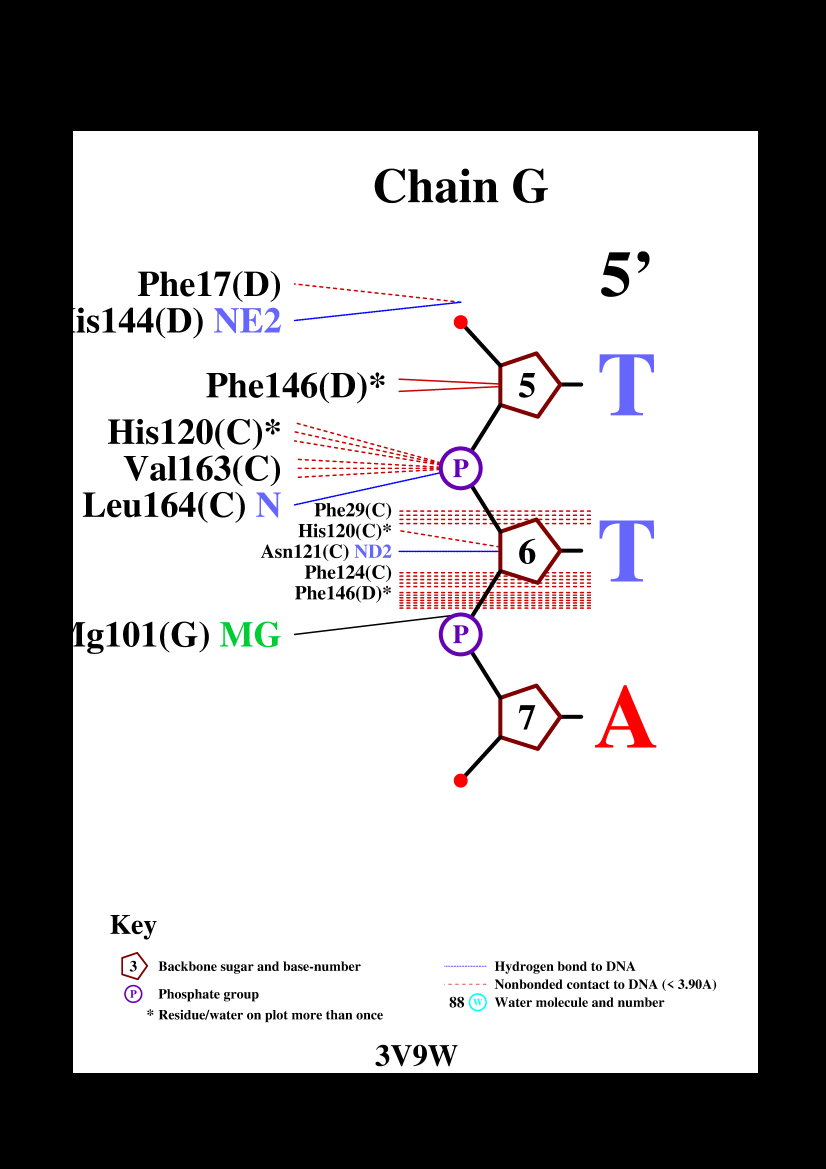 Chain G
5’
Phe17(D)
is144(D) NE2
Phe146(D)*
5
T
His120(C)*
Val163(C)
P
Leu164(C) N
Phe29(C)
His120(C)*
Asn121(C) ND2
6
T
Phe124(C)
Phe146(D)*
Mg101(G) MG
P
7
A
Key
3 Backbone sugar and base-number
P Phosphate group
* Residue/water on plot more than once
Hydrogen bond to DNA
Nonbonded contact to DNA (< 3.90A)
88 W Water molecule and number
3V9W